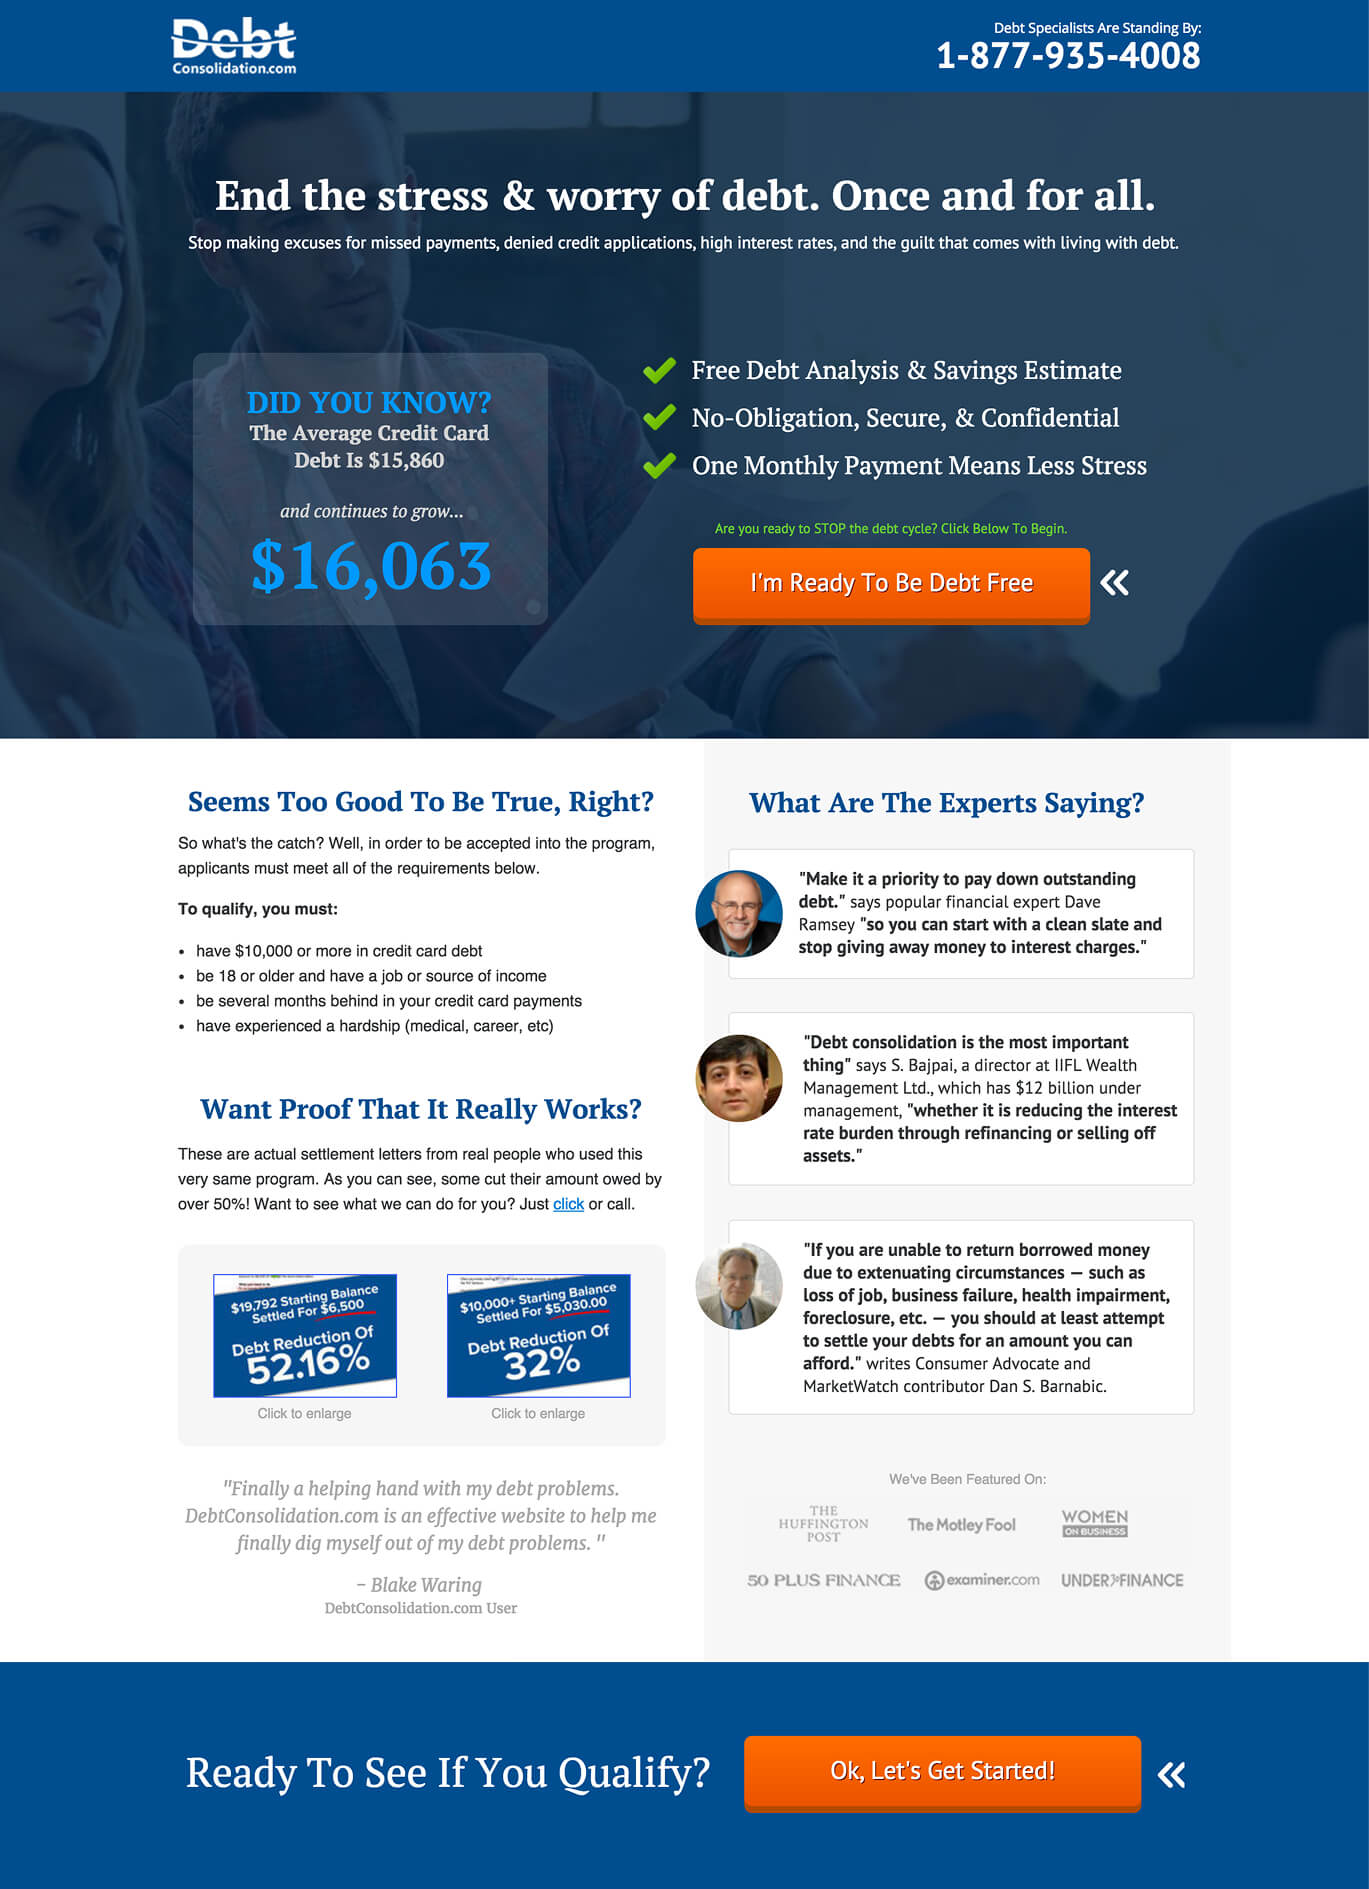 Debt
Consolidation.com
Debt Specialists Are Standing By:
1-877-935-4008
End the stress & worry of debt. Once and for all.
Stop making excuses for missed payments, denied credit applications, high interest rates, and the guilt that comes with living with debt.
DID YOU KNOW?
The Average Credit Card
Debt Is $15,860
and continues to grow...
$16,063
Free Debt Analysis & Savings Estimate
No-Obligation, Secure, & Confidential
One Monthly Payment Means Less Stress
Are you ready to STOP the debt cycle? Click Below To Begin.
I'm Ready To Be Debt Free
Seems Too Good To Be True, Right?
So what's the catch? Well, in order to be accepted into the program,
applicants must meet all of the requirements below.
To qualify, you must:
• have $10,000 or more in credit card debt
• be 18 or older and have a job or source of income
• be several months behind in your credit card payments
• have experienced a hardship (medical, career, etc)
Want Proof That It Really Works?
These are actual settlement letters from real people who used this
very same program. As you can see, some cut their amount owed by
over 50%! Want to see what we can do for you? Just click or call.
$19,792 Starting Balance
Settled For $6,500
Debt Reduction Of
52.16%
Click to enlarge
$10,000+ Starting Balance
Settled For $5,030.00
Debt Reduction Of
32%
Click to enlarge
"Finally a helping hand with my debt problems.
DebtConsolidation.com is an effective website to help me
finally dig myself out of my debt problems. "
– Blake Waring
DebtConsolidation.com User
What Are The Experts Saying?
"Make it a priority to pay down outstanding
debt." says popular financial expert Dave
Ramsey "so you can start with a clean slate and
stop giving away money to interest charges."
"Debt consolidation is the most important
thing" says S. Bajpai, a director at IIFL Wealth
Management Ltd., which has $12 billion under
management, "whether it is reducing the interest
rate burden through refinancing or selling off
assets."
"If you are unable to return borrowed money
due to extenuating circumstances — such as
loss of job, business failure, health impairment,
foreclosure, etc. — you should at least attempt
to settle your debts for an amount you can
afford." writes Consumer Advocate and
MarketWatch contributor Dan S. Barnabic.
We've Been Featured On:
THE
HUFFINGTON
POST
The Motley Fool
WOMEN
ON BUSINESS
50 PLUS FINANCE
examiner.com
UNDER30FINANCE
Ready To See If You Qualify?
Ok, Let's Get Started!